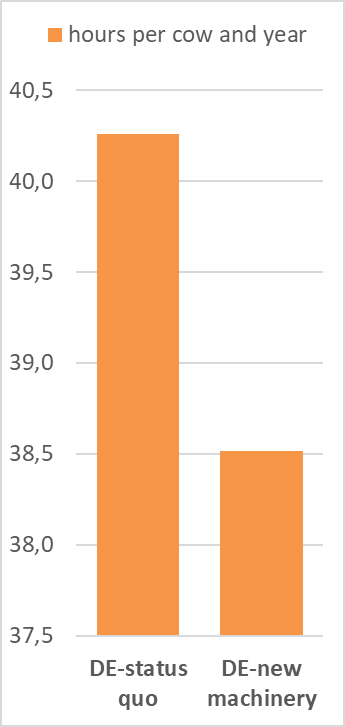 hours per cow and year
40,5
40,0
39,5
39,0
38,5
38,0
37,5
DE-status
quo
DE-new
machinery